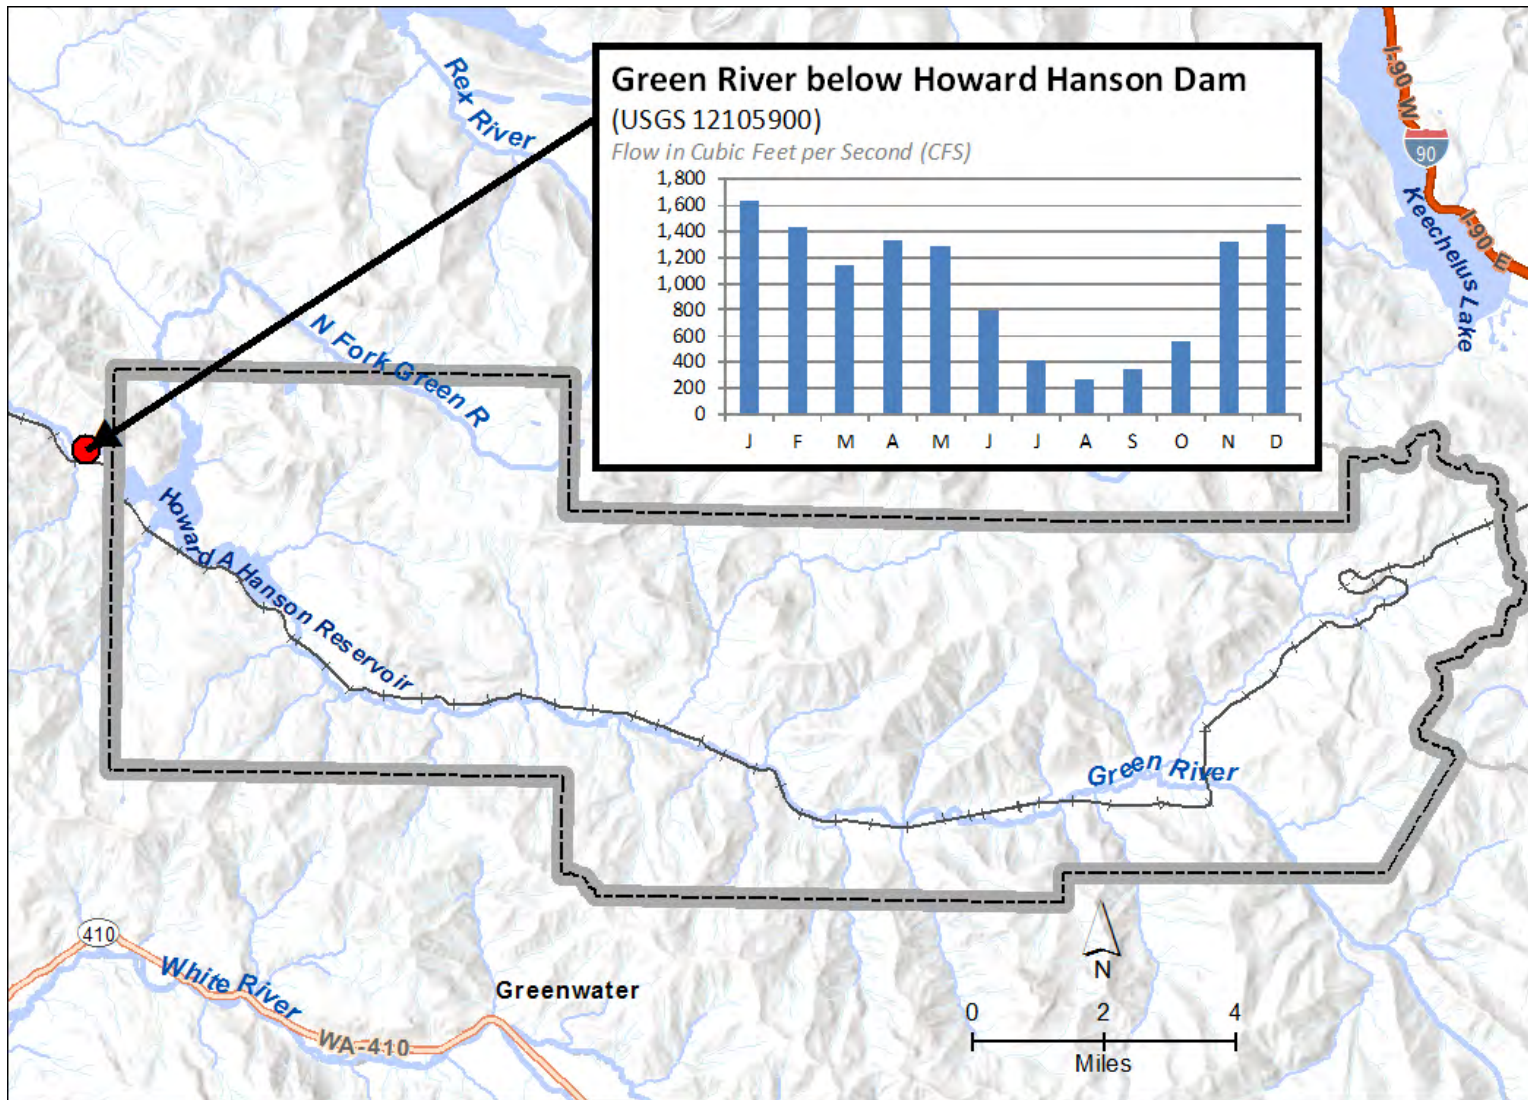 Green River below Howard Hanson Dam
(USGS 12105900)
Flow in Cubic Feet per Second (CFS)
1,800
1,600
1,400
1,200
1,000
800
600
400
200
0
J F M A M J J A S O N D
Rex River
N Fork Green R
I-90 W
90
I-90 E
Keechelus Lake
Howard A Hanson Reservoir
Green River
410
White River
WA-410
Greenwater
N
0 2 4
Miles